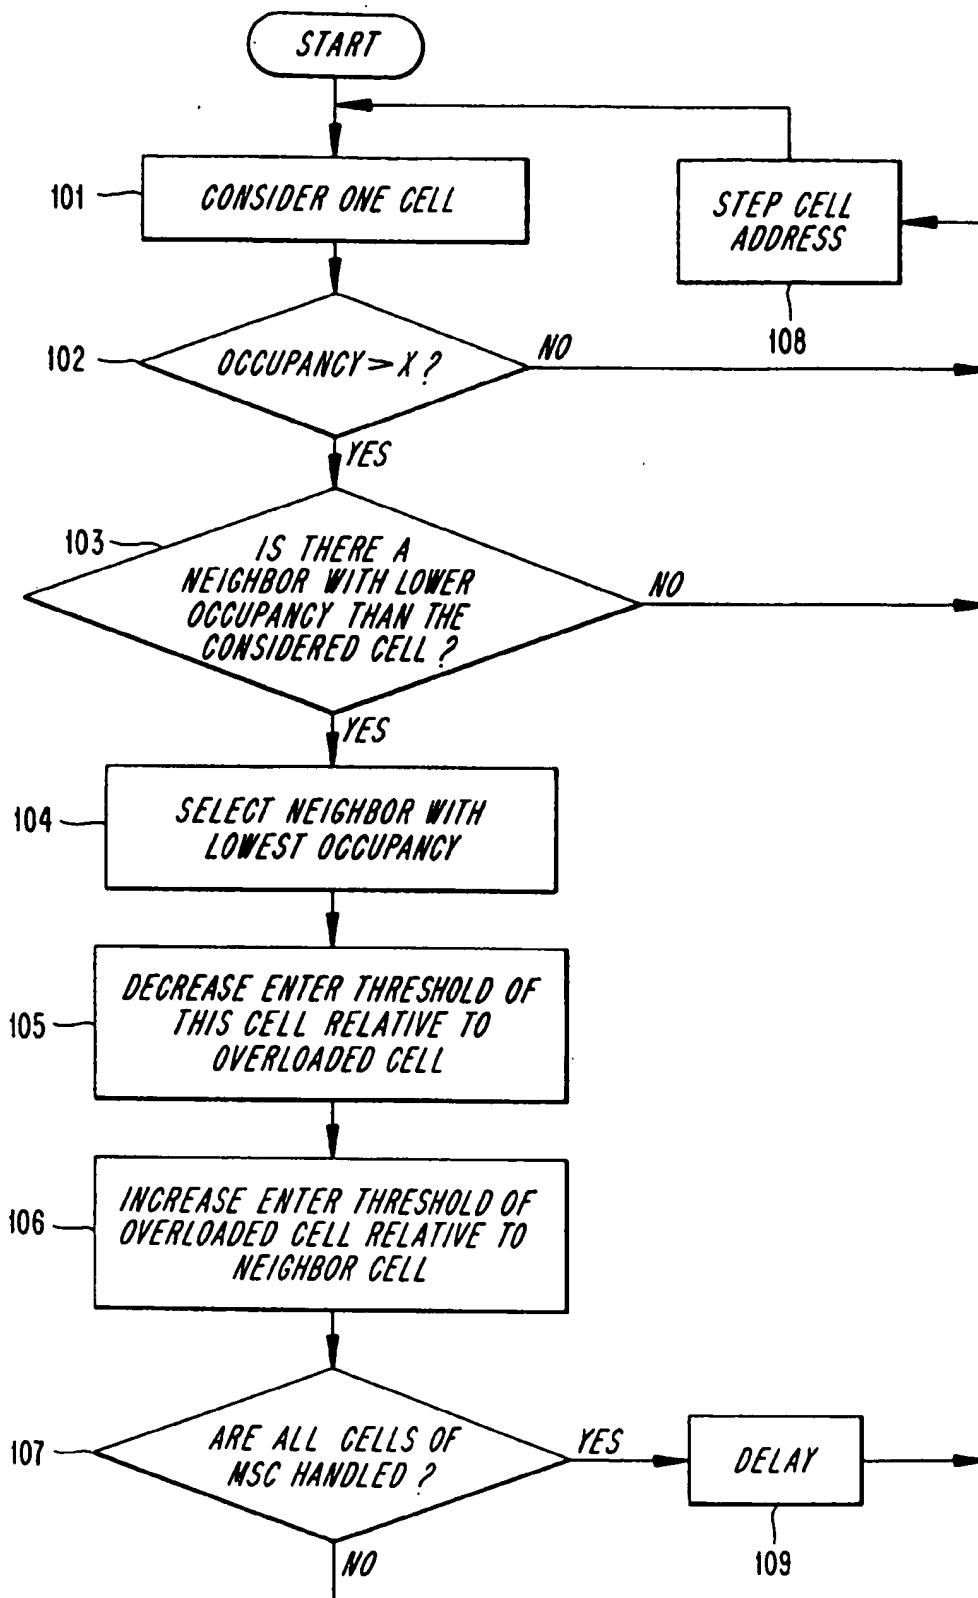 START
101
CONSIDER ONE CELL
STEP CELL
ADDRESS
108
102
OCCUPANCY > X ?
NO
YES
103
IS THERE A
NEIGHBOR WITH LOWER
OCCUPANCY THAN THE
CONSIDERED CELL ?
NO
YES
104
SELECT NEIGHBOR WITH
LOWEST OCCUPANCY
105
DECREASE ENTER THRESHOLD OF
THIS CELL RELATIVE TO
OVERLOADED CELL
106
INCREASE ENTER THRESHOLD OF
OVERLOADED CELL RELATIVE TO
NEIGHBOR CELL
107
ARE ALL CELLS OF
MSC HANDLED ?
YES
DELAY
109
NO